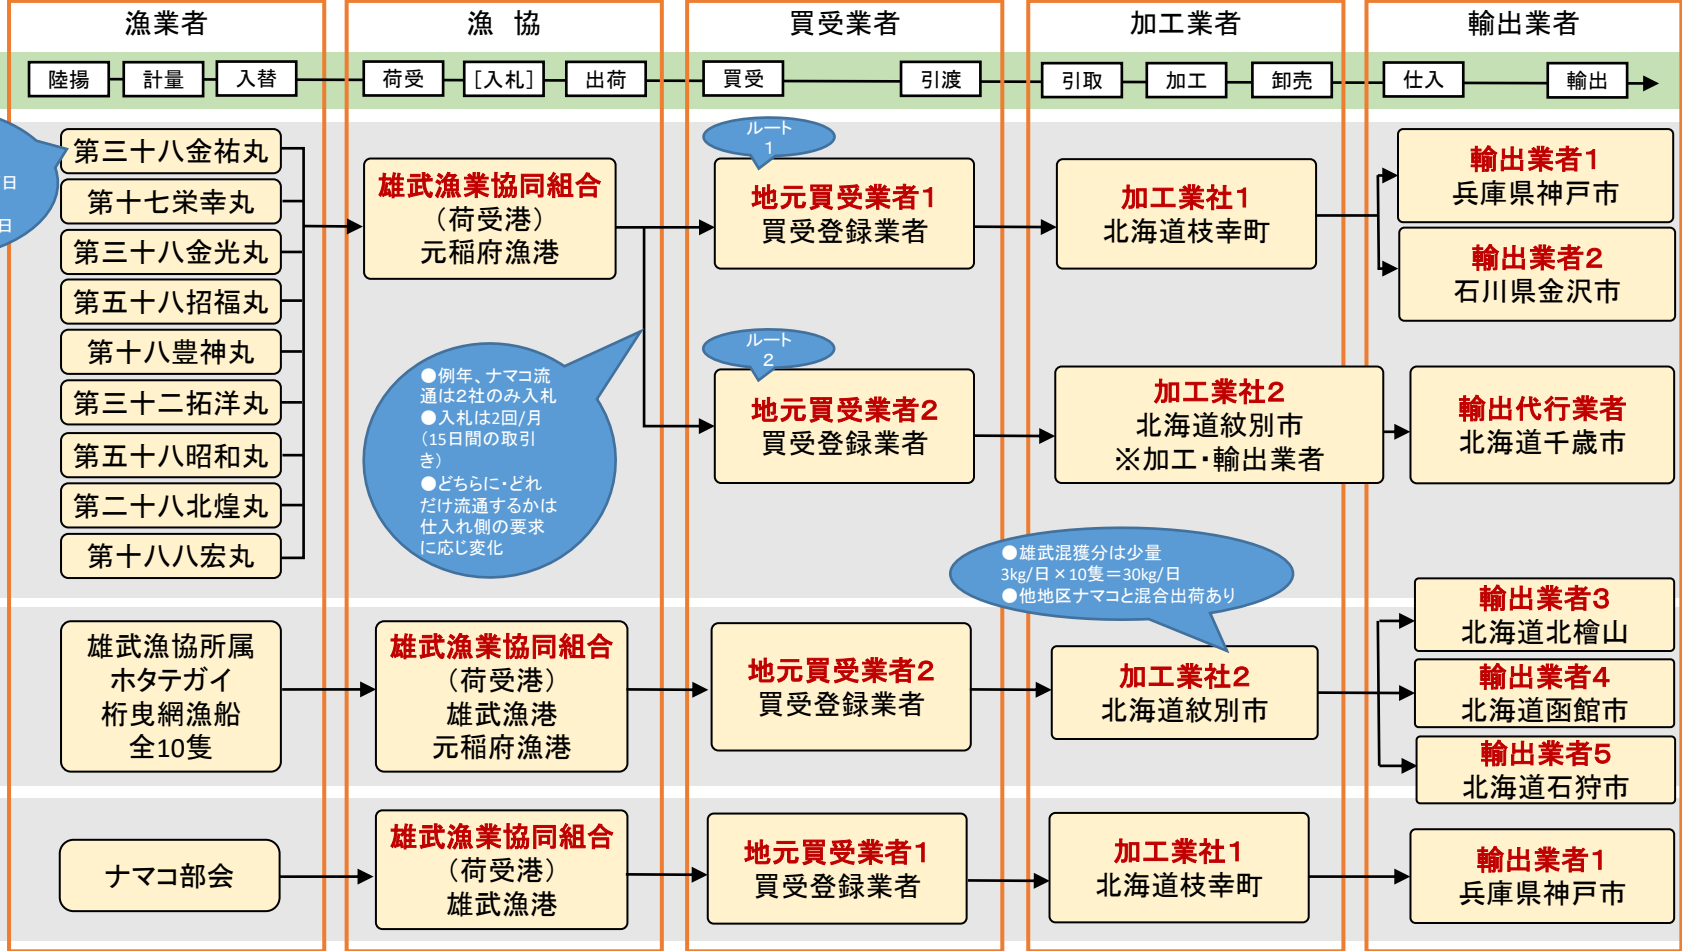 漁業者
漁 協
買受業者
加工業者
輸出業者
陸揚
計量
入替
荷受
[入札]
出荷
買受
引渡
引取
加工
卸売
仕入
輸出
日
日
第三十八金祐丸
第十七栄幸丸
第三十八金光丸
第五十八招福丸
第十八豊神丸
第三十二拓洋丸
第五十八昭和丸
第二十八北煌丸
第十八八宏丸
雄武漁業協同組合
（荷受港）
元稲府漁港
●例年、ナマコ流
通は2社のみ入札
●入札は2回/月
（15日間の取引
き）
●どちらに・どれ
だけ流通するかは
仕入れ側の要求
に応じ変化
ルート
1
地元買受業者1
買受登録業者
加工業社1
北海道枝幸町
輸出業者1
兵庫県神戸市
輸出業者2
石川県金沢市
ルート
2
地元買受業者2
買受登録業者
加工業社2
北海道紋別市
※加工・輸出業者
輸出代行業者
北海道千歳市
雄武漁協所属
ホタテガイ
桁曳網漁船
全10隻
雄武漁業協同組合
（荷受港）
雄武漁港
元稲府漁港
地元買受業者2
買受登録業者
●雄武混獲分は少量
3kg/日×10隻＝30kg/日
●他地区ナマコと混合出荷あり
加工業社2
北海道紋別市
輸出業者3
北海道北檜山
輸出業者4
北海道函館市
輸出業者5
北海道石狩市
ナマコ部会
雄武漁業協同組合
（荷受港）
雄武漁港
地元買受業者1
買受登録業者
加工業社1
北海道枝幸町
輸出業者1
兵庫県神戸市